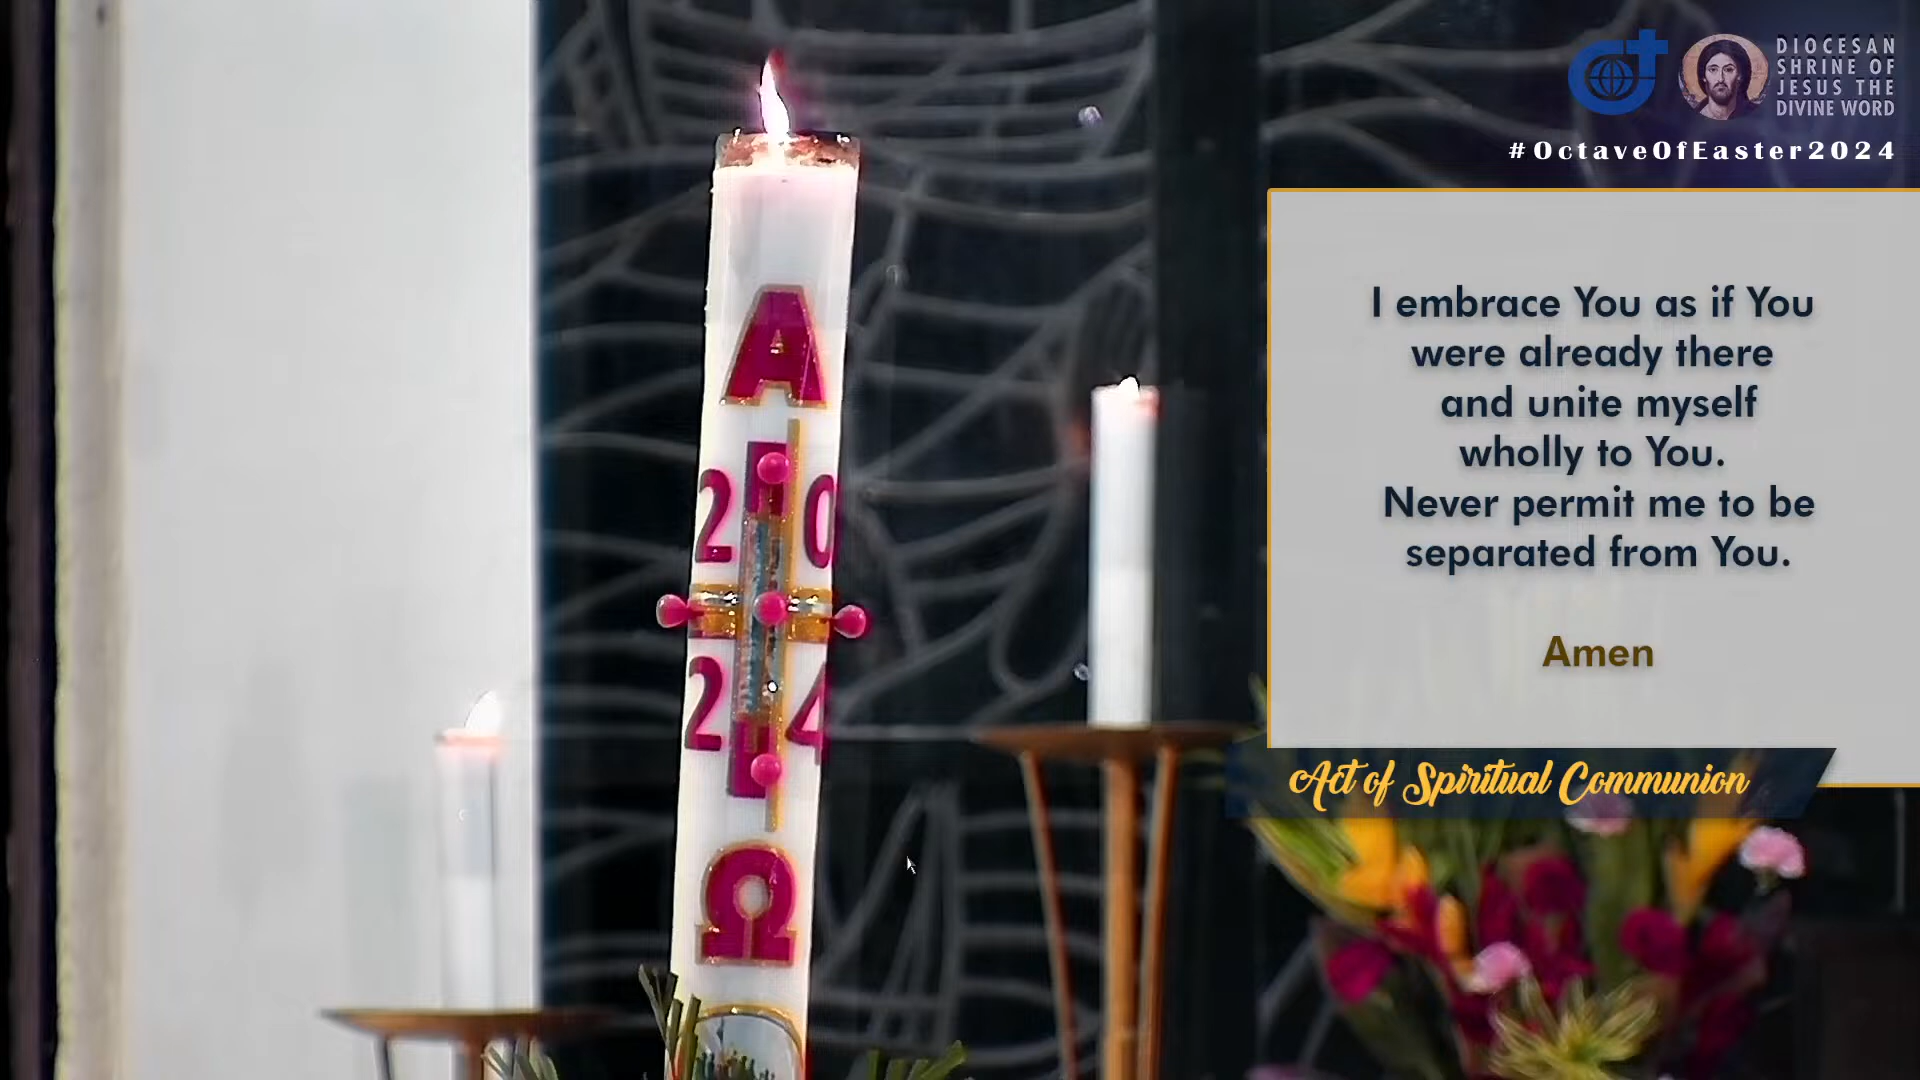 DIOCESAN
SHRINE OF
JESUS THE
DIVINE WORD
#OctaveOfEaster2024
I embrace You as if You
were already there
and unite myself
wholly to You.
Never permit me to be
separated from You.
Amen
Act of Spiritual Communion
Α
2 0
2 4
Ω